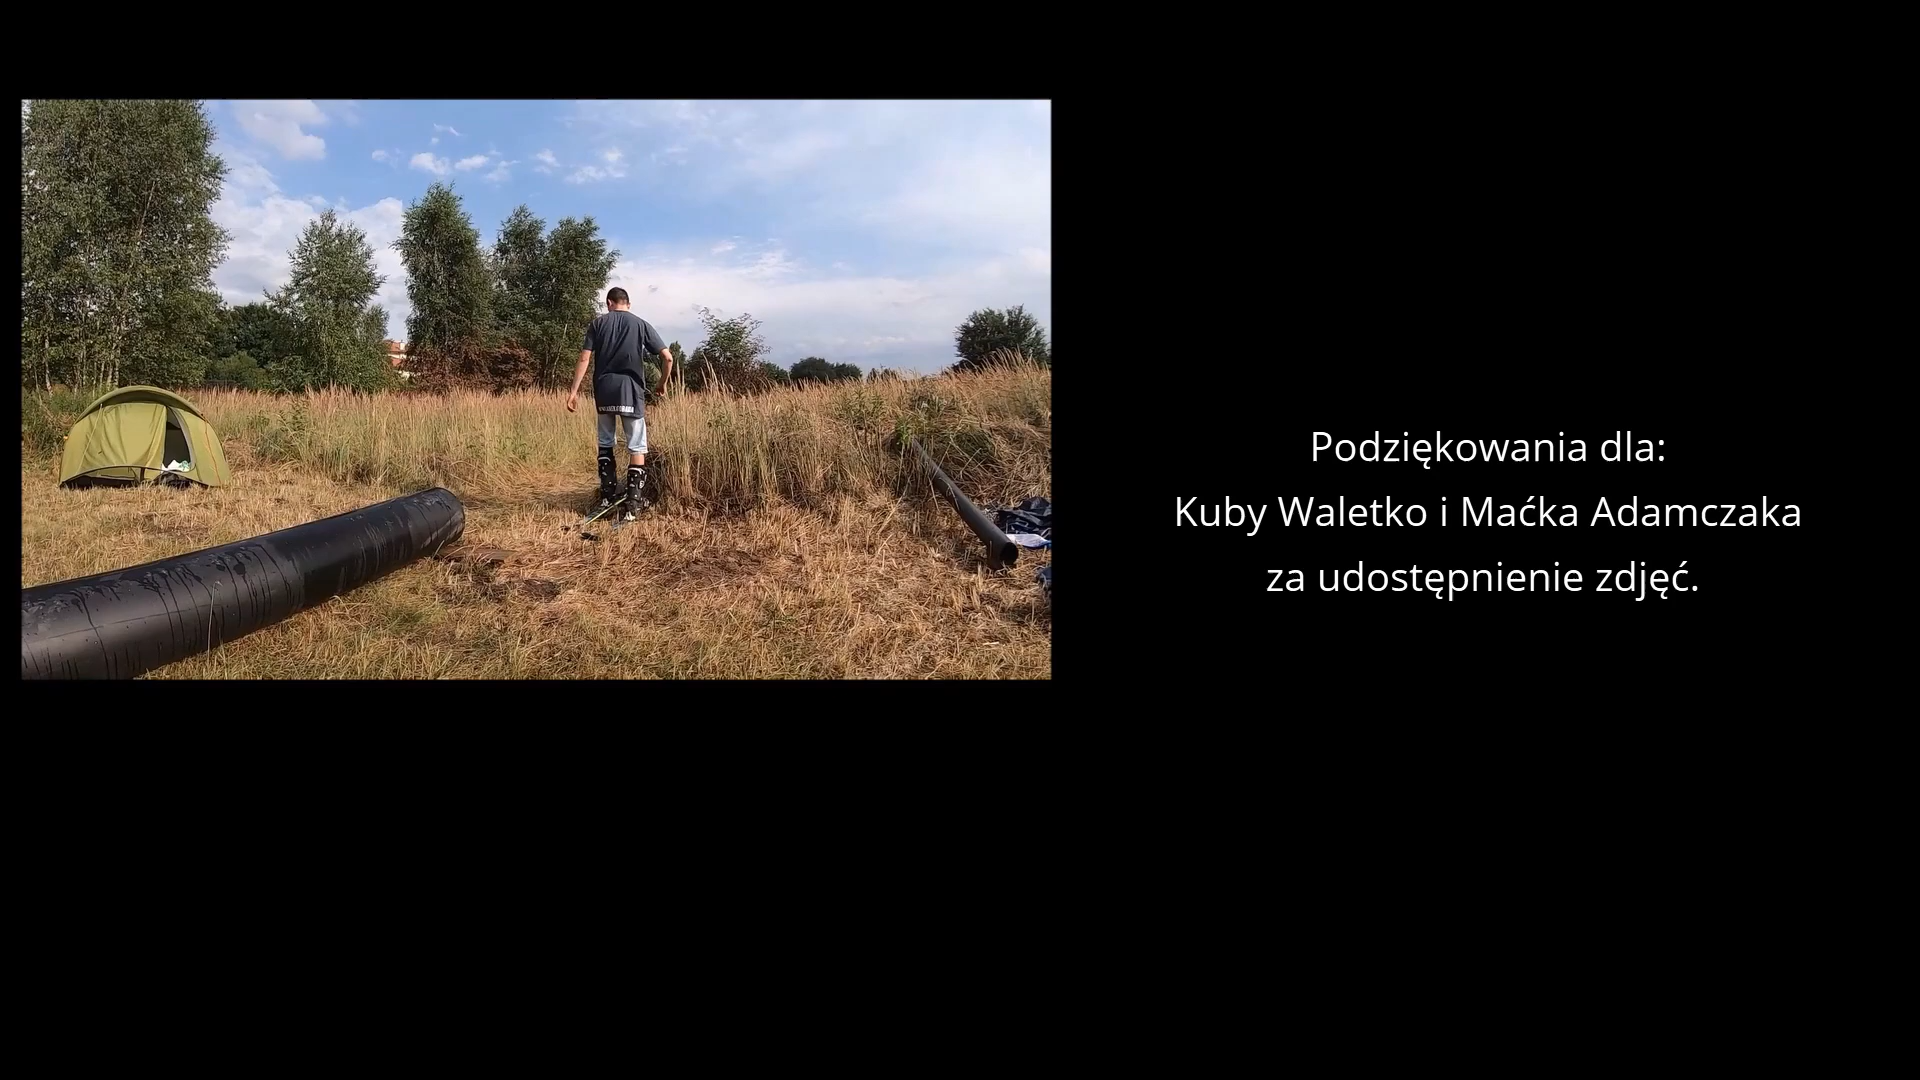 Podziękowania dla:
Kuby Waletko i Maćka Adamczaka
za udostępnienie zdjęć.